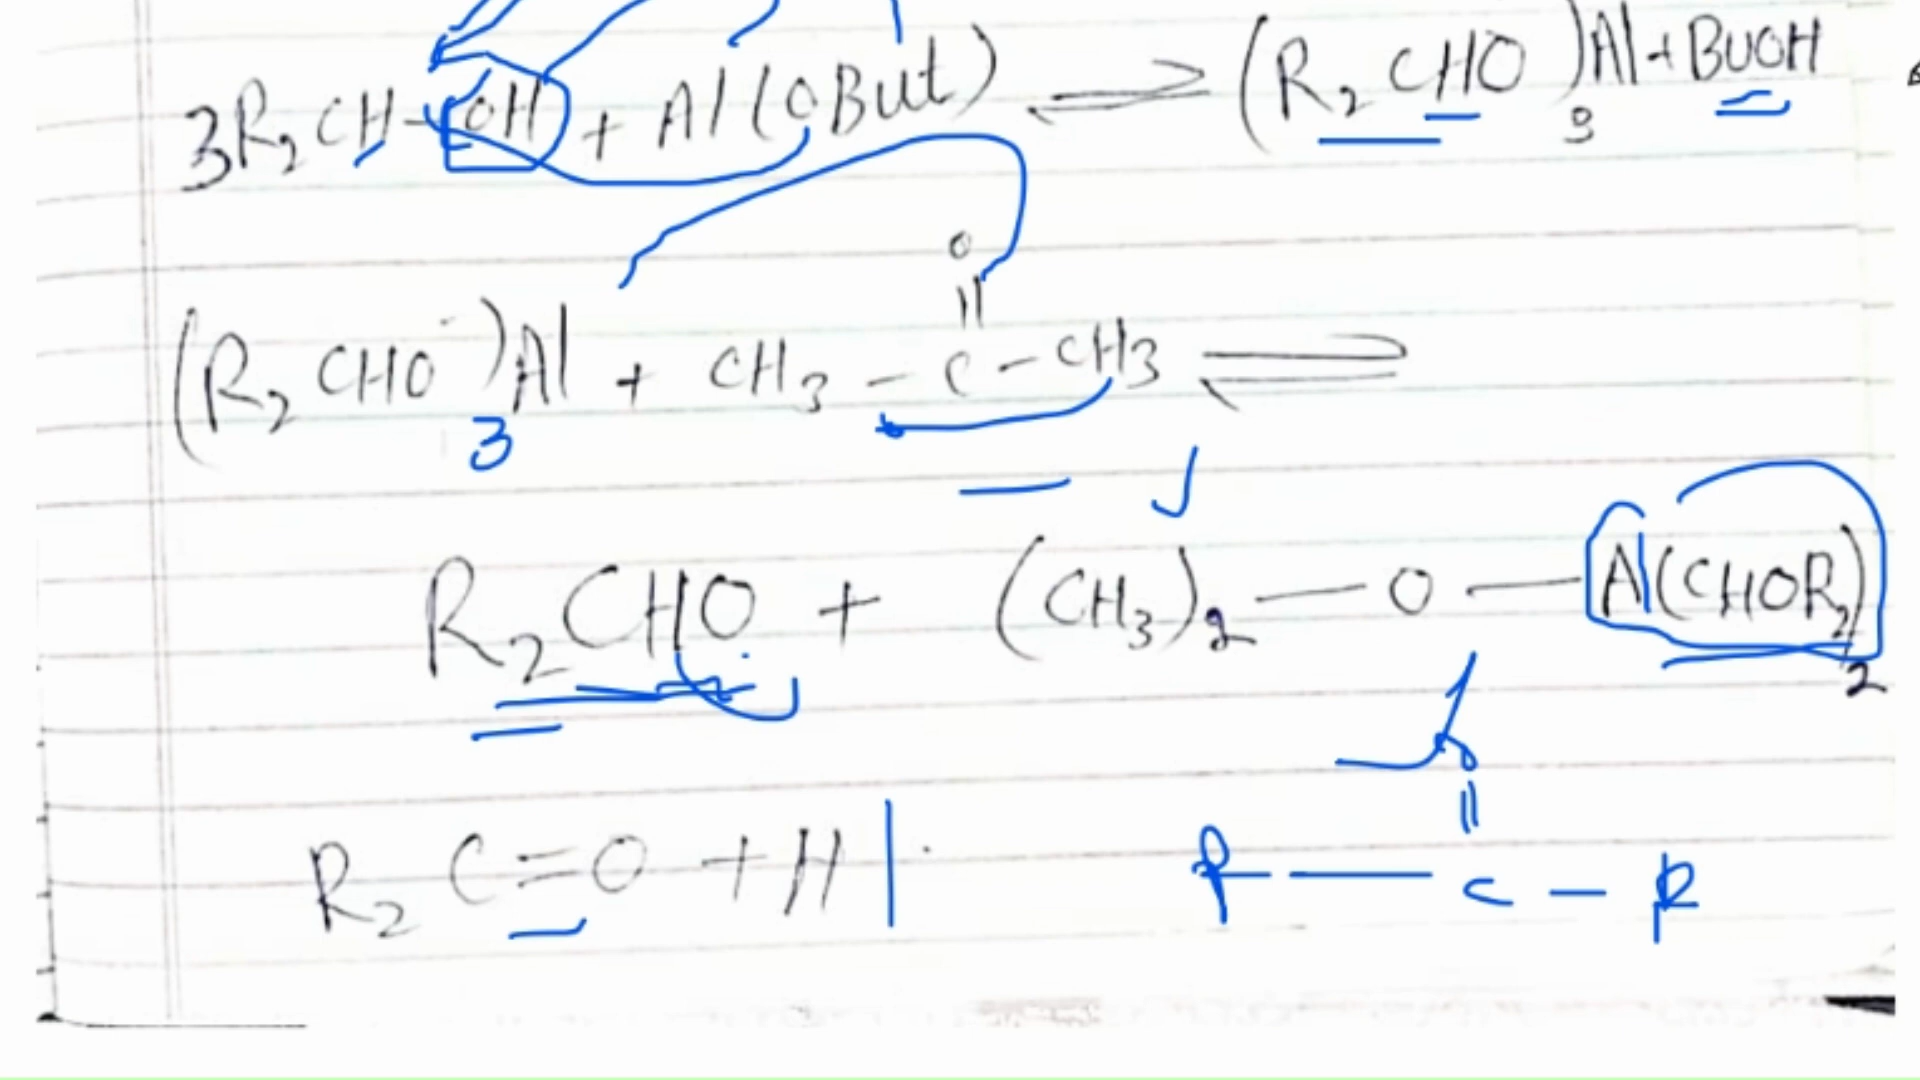 3R₂CH-OH + Al(OBut) ⇌ (R₂CHO)₃Al + BuOH
(R₂CHO)₃Al + CH₃-C-CH₃ ⇌
O
||
R₂CHO + (CH₃)₂—O—Al(CHOR₂)₂
R₂C=O + H
O
||
R—C-R